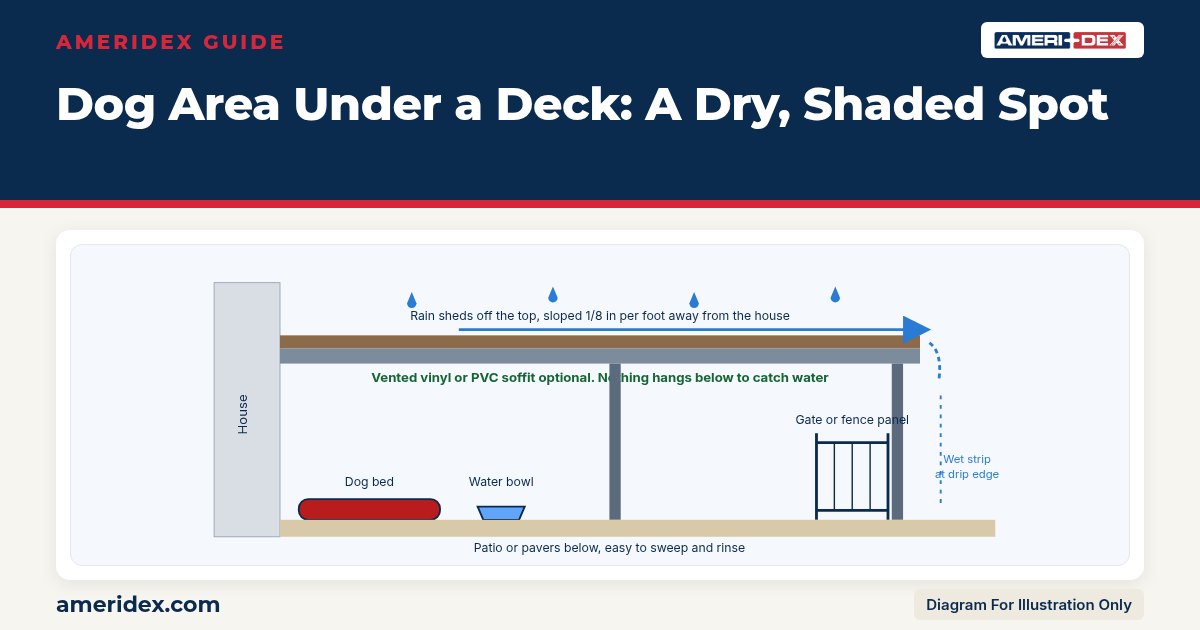 AMERIDEX GUIDE
AMERI-DEX
Dog Area Under a Deck: A Dry, Shaded Spot
Rain sheds off the top, sloped 1/8 in per foot away from the house
Vented vinyl or PVC soffit optional. Nothing hangs below to catch water
House
Gate or fence panel
Dog bed
Water bowl
Wet strip
at drip edge
Patio or pavers below, easy to sweep and rinse
ameridex.com
Diagram For Illustration Only